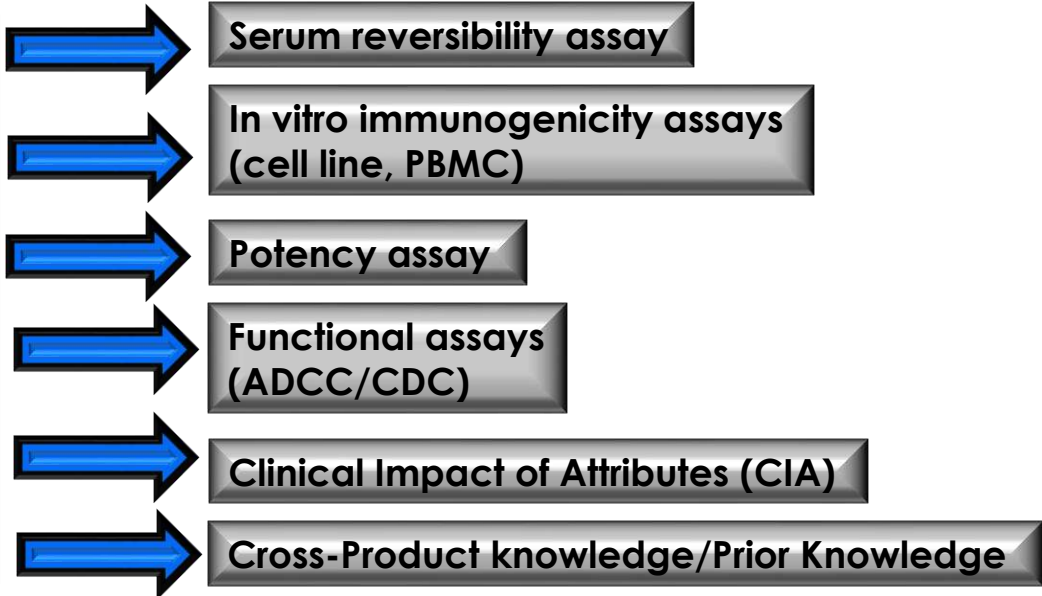 Serum reversibility assay
In vitro immunogenicity assays
(cell line, PBMC)
Potency assay
Functional assays
(ADCC/CDC)
Clinical Impact of Attributes (CIA)
Cross-Product knowledge/Prior Knowledge